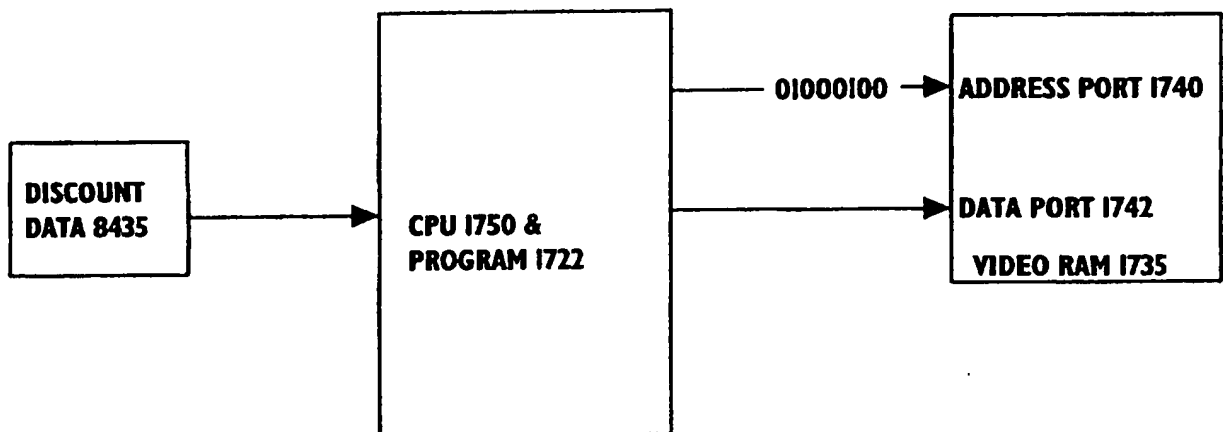 DISCOUNT
DATA 8435
CPU 1750 &
PROGRAM 1722
01000100
ADDRESS PORT 1740
DATA PORT 1742
VIDEO RAM 1735